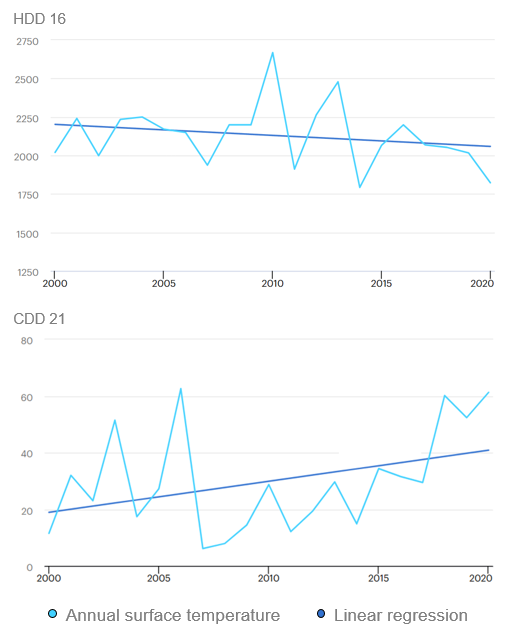 HDD 16
2750
2500
2250
2000
1750
1500
1250
2000 2005 2010 2015 2020
CDD 21
80
60
40
20
0
2000 2005 2010 2015 2020
Annual surface temperature Linear regression